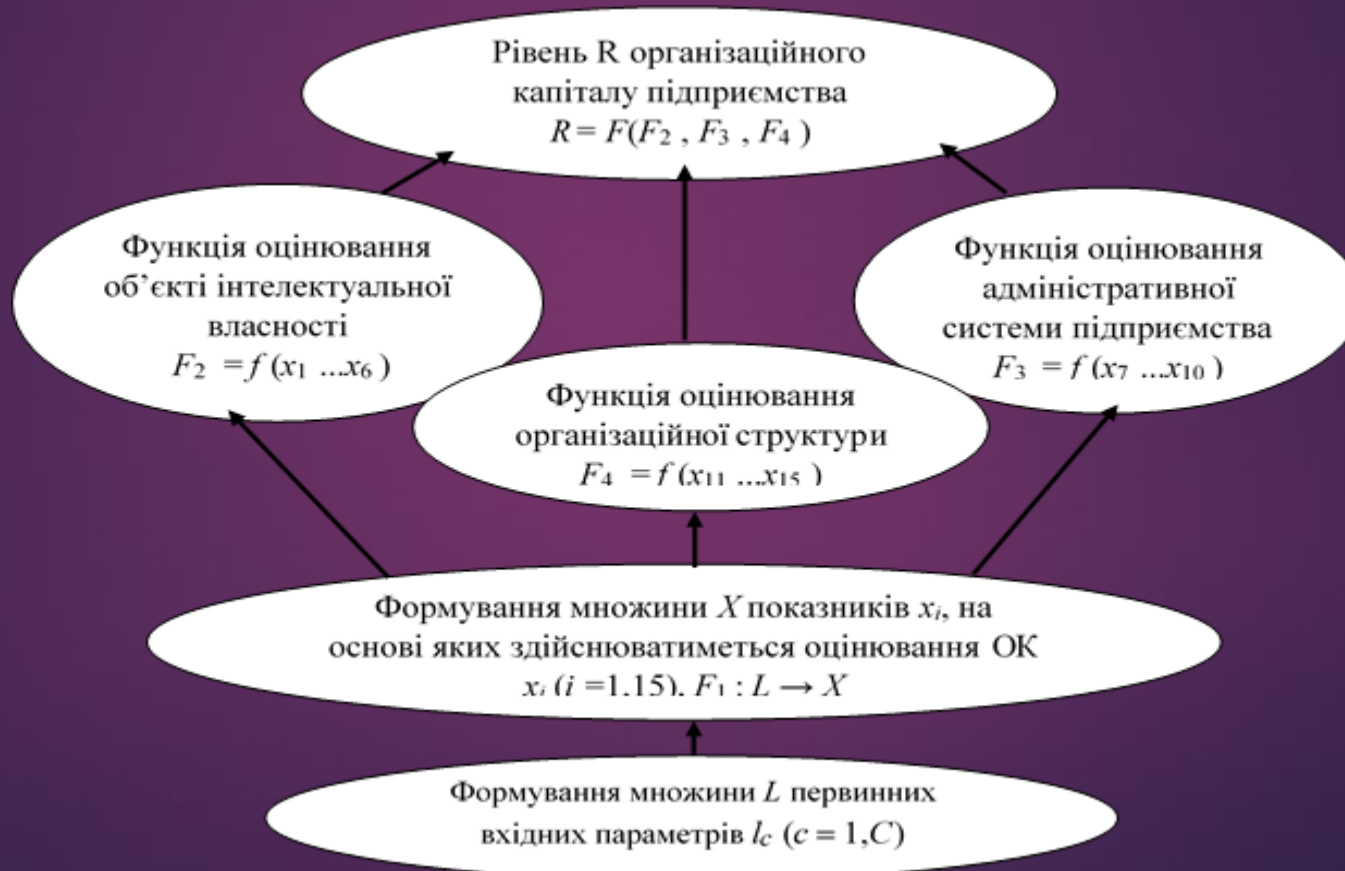 Рівень R організаційного
капіталу підприємства
R = F(F₂ , F₃ , F₄ )
Функція оцінювання
об’єкті інтелектуальної
власності
F₂ = f (x₁ ...x₆ )
Функція оцінювання
адміністративної
системи підприємства
F₃ = f (x₇ ...x₁₀ )
Функція оцінювання
організаційної структури
F₄ = f (x₁₁ ...x₁₅ )
Формування множини X показників xᵢ, на
основі яких здійснюватиметься оцінювання ОК
xᵢ (i =1,15), F₁ : L → X
Формування множини L первинних
вхідних параметрів l_c (c = 1,C)